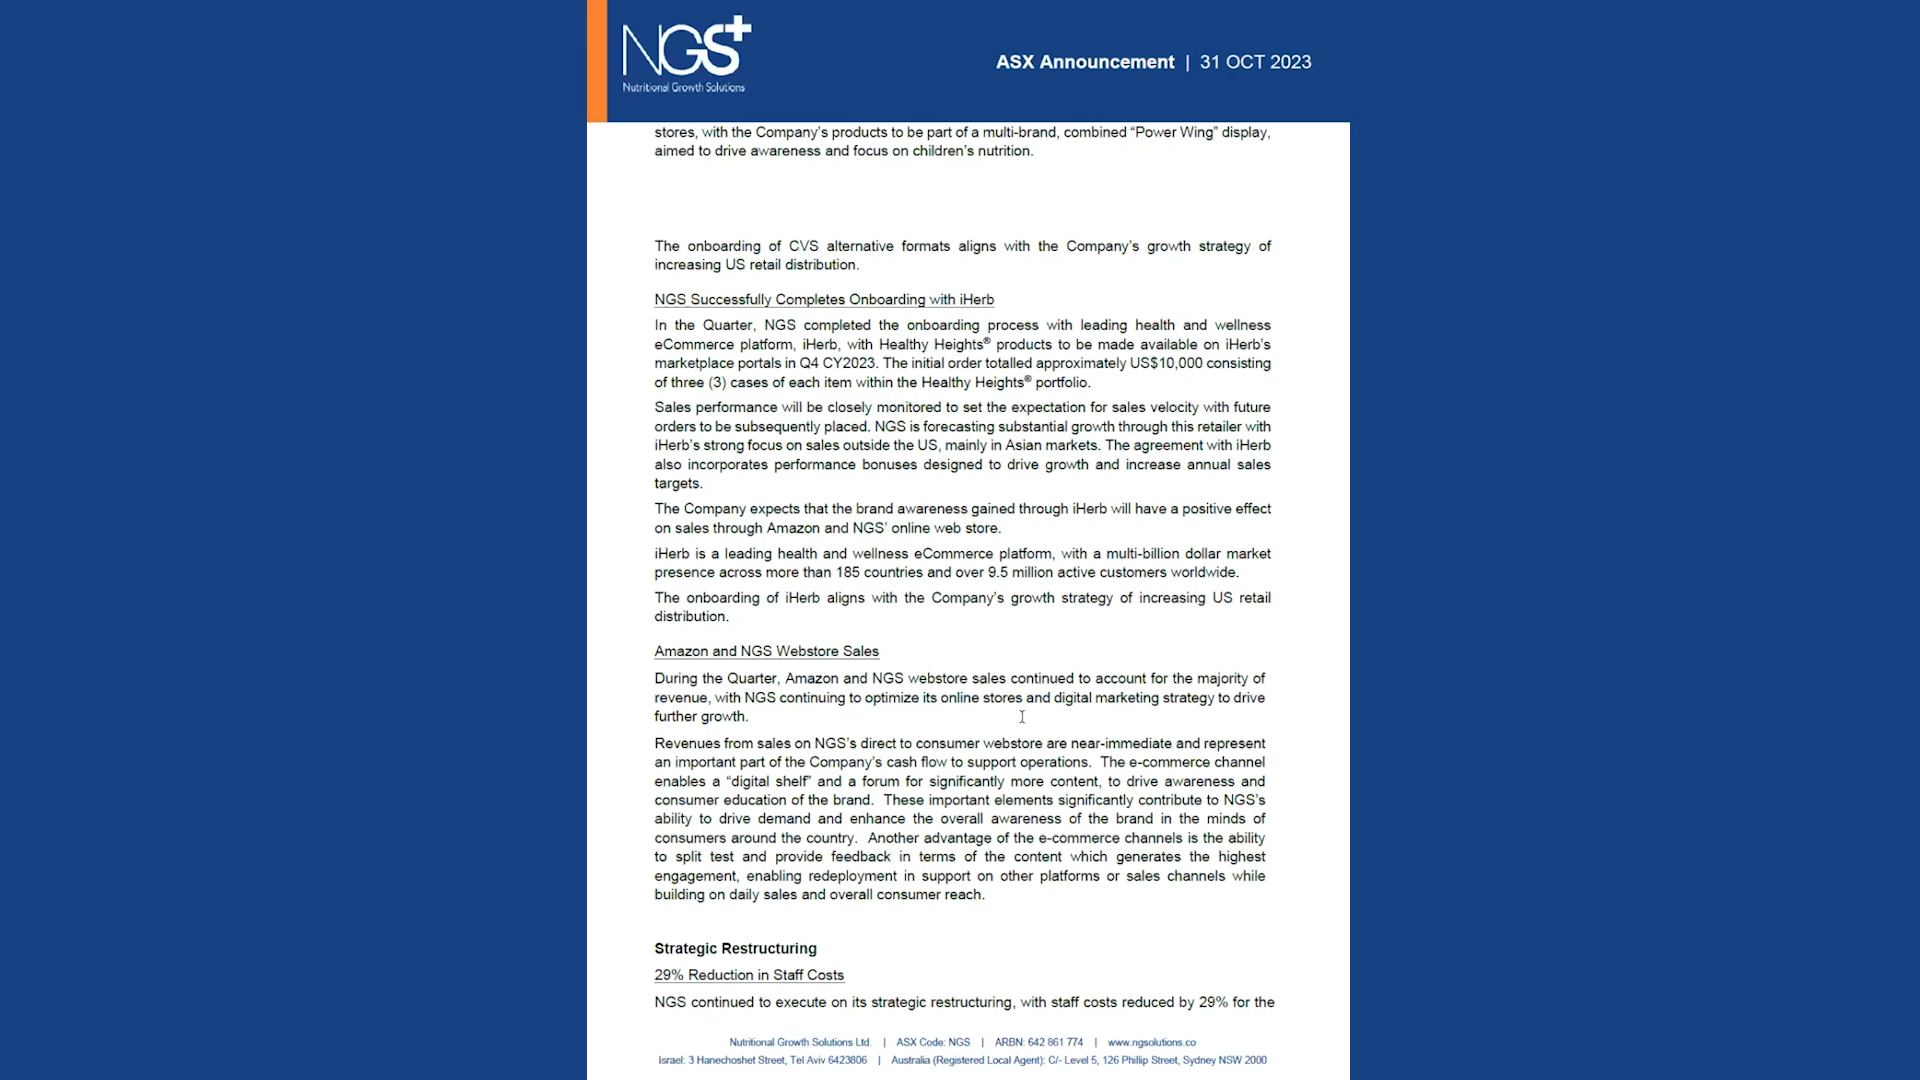 NGS+
Nutritional Growth Solutions
ASX Announcement | 31 OCT 2023
stores, with the Company's products to be part of a multi-brand, combined “Power Wing” display,
aimed to drive awareness and focus on children's nutrition.
The onboarding of CVS alternative formats aligns with the Company's growth strategy of
increasing US retail distribution.
NGS Successfully Completes Onboarding with iHerb
In the Quarter, NGS completed the onboarding process with leading health and wellness
eCommerce platform, iHerb, with Healthy Heights® products to be made available on iHerb's
marketplace portals in Q4 CY2023. The initial order totalled approximately US$10,000 consisting
of three (3) cases of each item within the Healthy Heights® portfolio.
Sales performance will be closely monitored to set the expectation for sales velocity with future
orders to be subsequently placed. NGS is forecasting substantial growth through this retailer with
iHerb's strong focus on sales outside the US, mainly in Asian markets. The agreement with iHerb
also incorporates performance bonuses designed to drive growth and increase annual sales
targets.
The Company expects that the brand awareness gained through iHerb will have a positive effect
on sales through Amazon and NGS' online web store.
iHerb is a leading health and wellness eCommerce platform, with a multi-billion dollar market
presence across more than 185 countries and over 9.5 million active customers worldwide.
The onboarding of iHerb aligns with the Company's growth strategy of increasing US retail
distribution.
Amazon and NGS Webstore Sales
During the Quarter, Amazon and NGS webstore sales continued to account for the majority of
revenue, with NGS continuing to optimize its online stores and digital marketing strategy to drive
further growth.
Revenues from sales on NGS's direct to consumer webstore are near-immediate and represent
an important part of the Company's cash flow to support operations. The e-commerce channel
enables a “digital shelf” and a forum for significantly more content, to drive awareness and
consumer education of the brand. These important elements significantly contribute to NGS's
ability to drive demand and enhance the overall awareness of the brand in the minds of
consumers around the country. Another advantage of the e-commerce channels is the ability
to split test and provide feedback in terms of the content which generates the highest
engagement, enabling redeployment in support on other platforms or sales channels while
building on daily sales and overall consumer reach.
Strategic Restructuring
29% Reduction in Staff Costs
NGS continued to execute on its strategic restructuring, with staff costs reduced by 29% for the
Nutritional Growth Solutions Ltd. | ASX Code: NGS | ARBN: 642 861 774 | www.ngsolutions.co
Israel: 3 Hanechoshet Street, Tel Aviv 6423806 | Australia (Registered Local Agent): C/- Level 5, 126 Phillip Street, Sydney NSW 2000